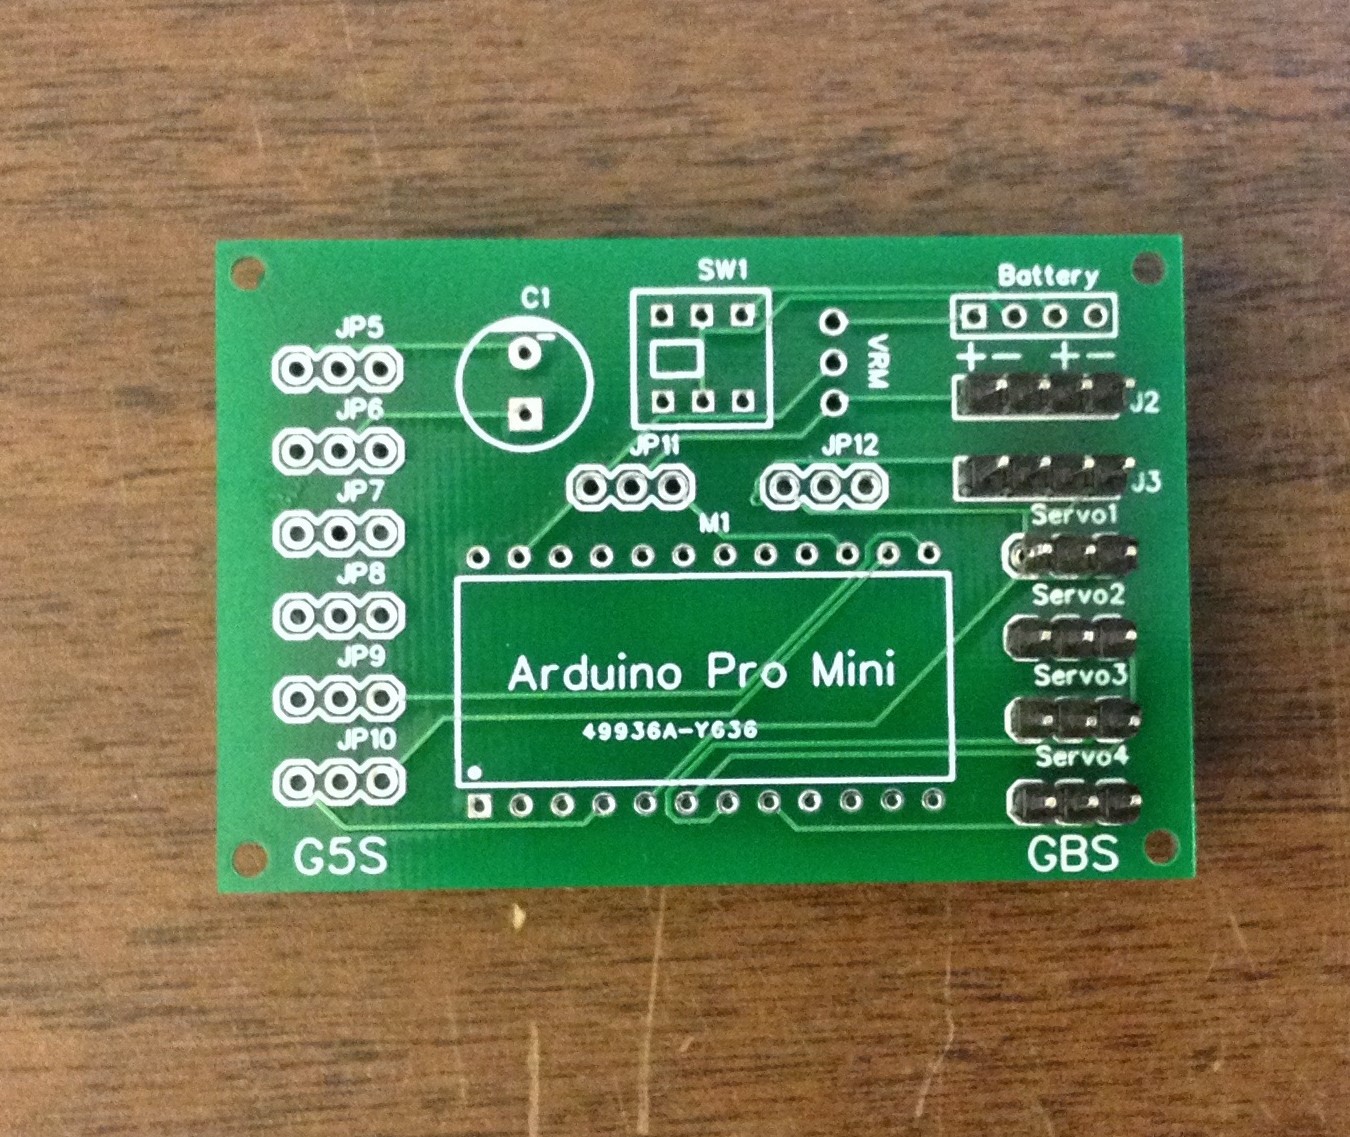 SW1
Battery
C1
JP5
VRM
+ - + -
J2
JP6
JP11
JP12
J3
JP7
M1
Servo1
JP8
Servo2
JP9
Arduino Pro Mini
Servo3
49936A-Y636
JP10
Servo4
G5S
GBS